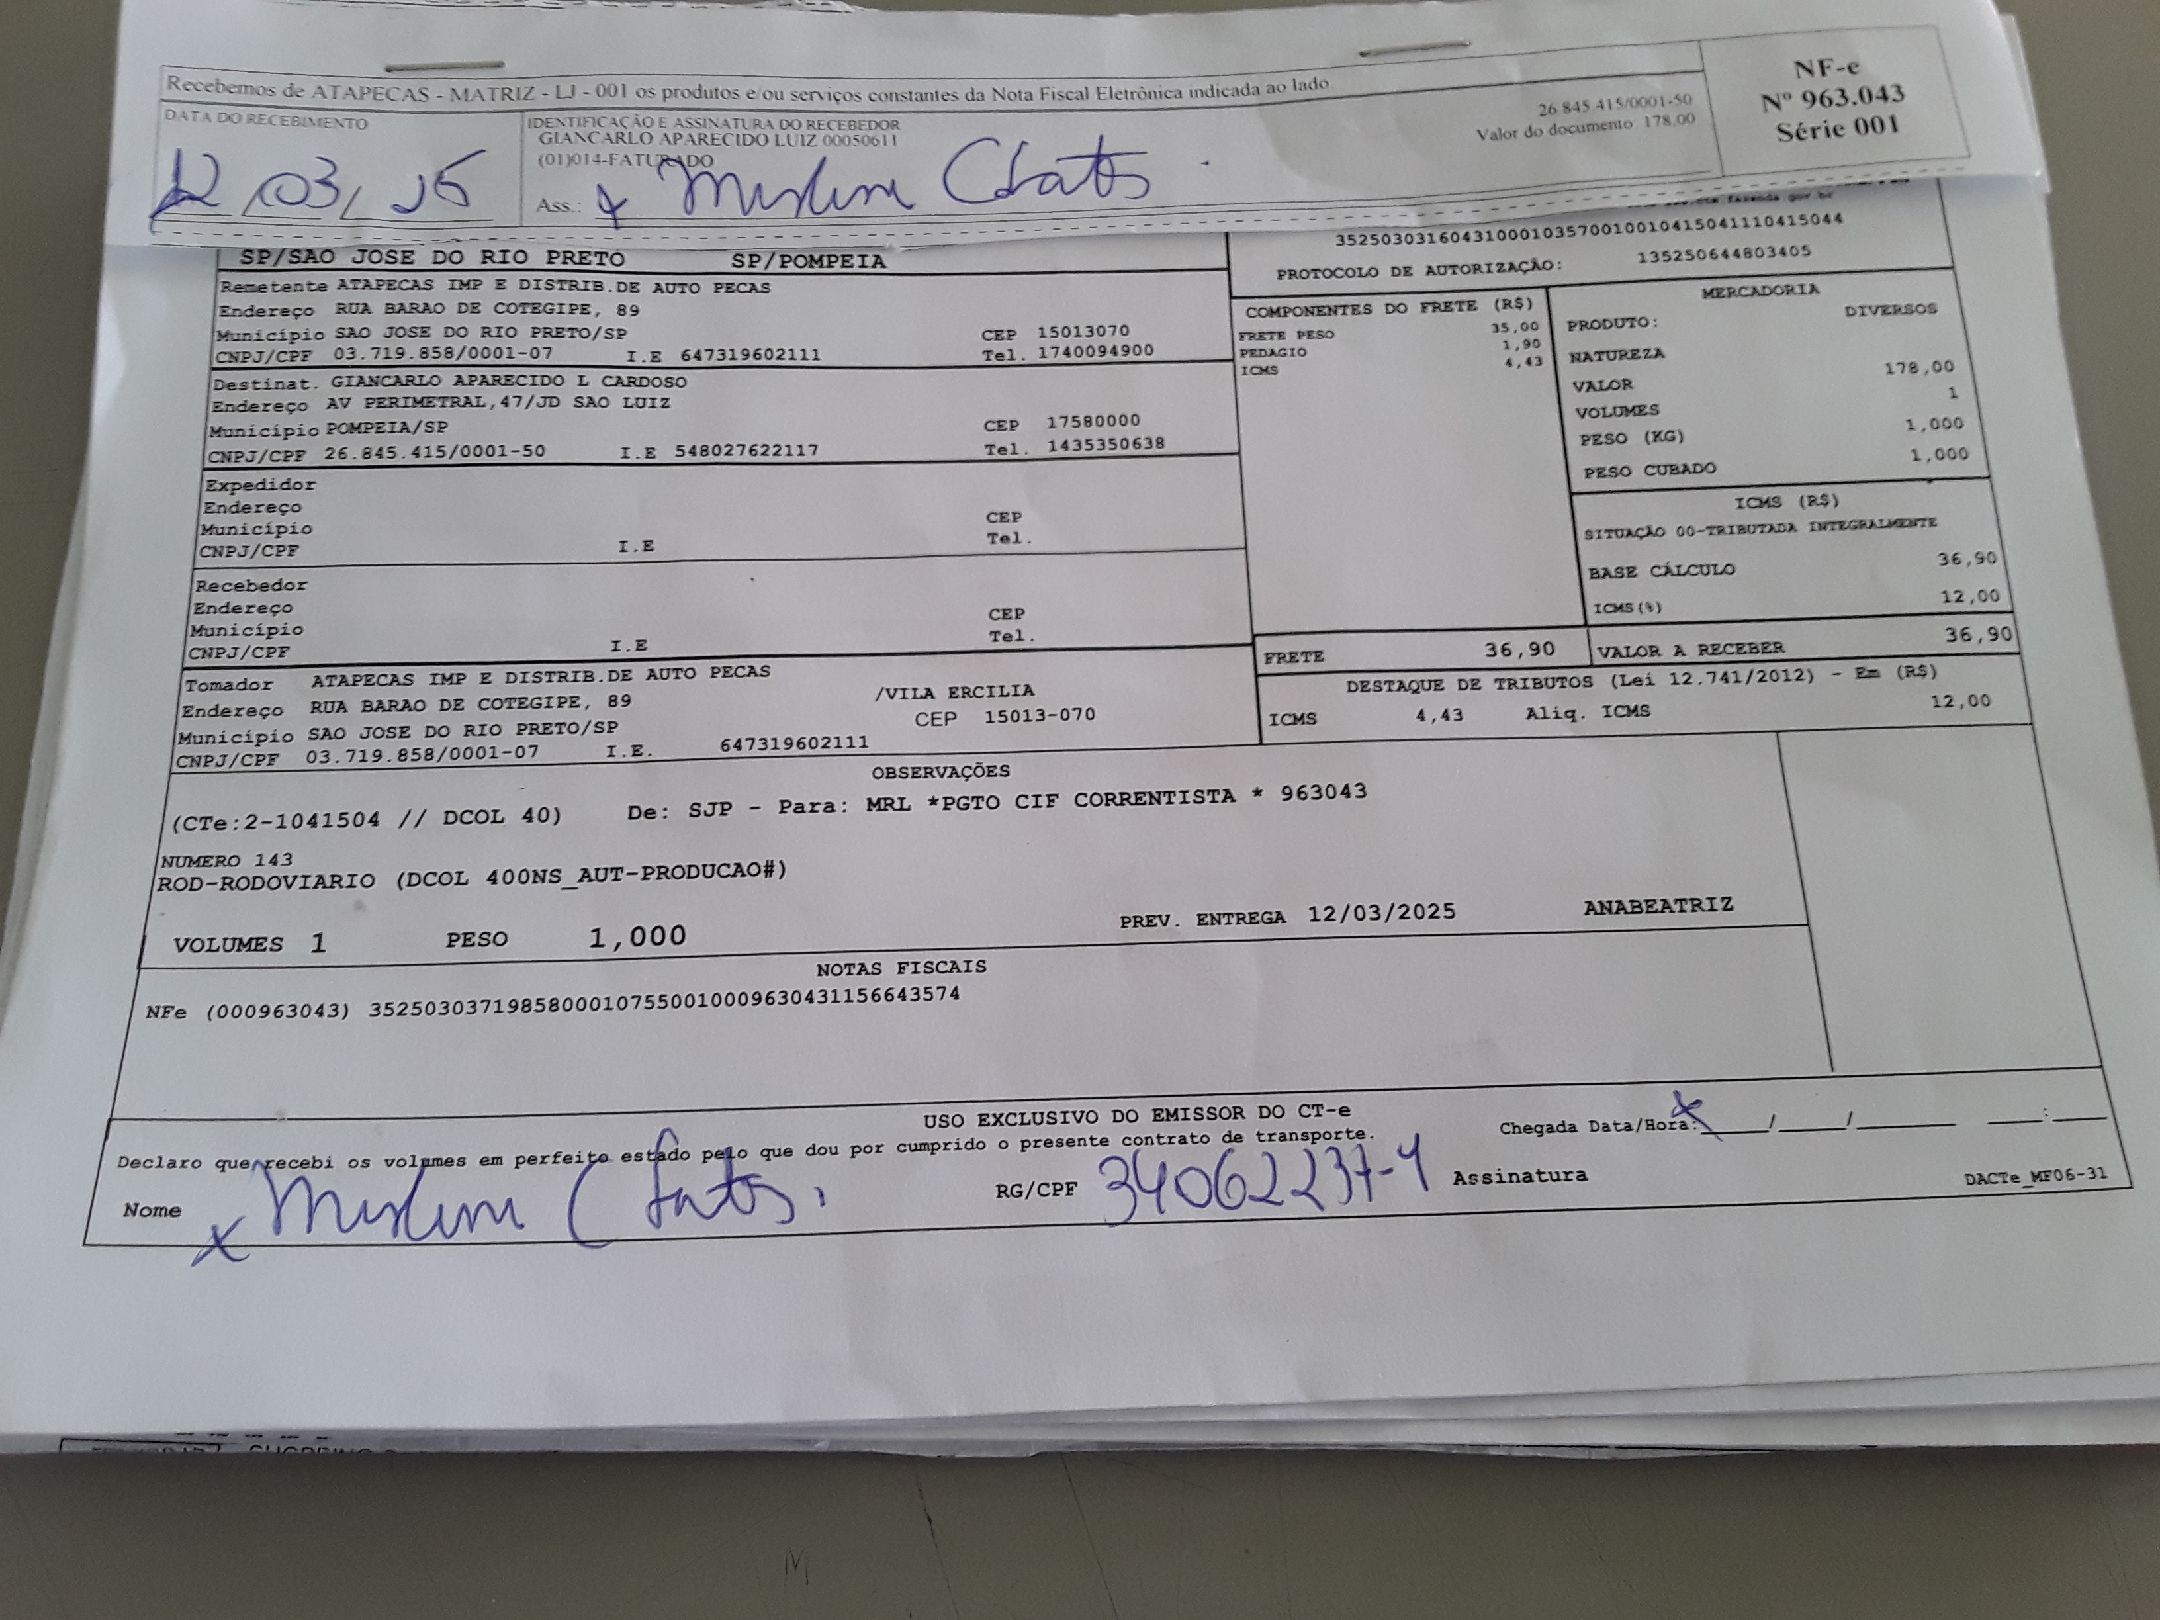 Recebemos de ATAPECAS - MATRIZ - LJ - 001 os produtos e/ou serviços constantes da Nota Fiscal Eletrônica indicada ao lado
26 845 415/0001-50
Valor do documento 178,00
NF-e
Nº 963.043
Série 001
DATA DO RECEBIMENTO
12/03/25
IDENTIFICAÇÃO E ASSINATURA DO RECEBEDOR
GIANCARLO APARECIDO LUIZ 00050611
(01)014-FATURADO
Ass.: x
fazenda.gov.br
35250303160431000103570010010415041110415044
PROTOCOLO DE AUTORIZAÇÃO: 135250644803405
SP/SAO JOSE DO RIO PRETO SP/POMPEIA
Remetente ATAPECAS IMP E DISTRIB.DE AUTO PECAS
Endereço RUA BARAO DE COTEGIPE, 89
Município SAO JOSE DO RIO PRETO/SP CEP 15013070
CNPJ/CPF 03.719.858/0001-07 I.E 647319602111 Tel. 1740094900
Destinat. GIANCARLO APARECIDO L CARDOSO
Endereço AV PERIMETRAL,47/JD SAO LUIZ
Município POMPEIA/SP CEP 17580000
CNPJ/CPF 26.845.415/0001-50 I.E 548027622117 Tel. 1435350638
Expedidor
Endereço
Município CEP
CNPJ/CPF I.E Tel.
Recebedor
Endereço
Município CEP
CNPJ/CPF I.E Tel.
Tomador ATAPECAS IMP E DISTRIB.DE AUTO PECAS
Endereço RUA BARAO DE COTEGIPE, 89 /VILA ERCILIA
Município SAO JOSE DO RIO PRETO/SP CEP 15013-070
CNPJ/CPF 03.719.858/0001-07 I.E. 647319602111
COMPONENTES DO FRETE (R$)
FRETE PESO 35,00
PEDAGIO 1,90
ICMS 4,43
MERCADORIA
PRODUTO: DIVERSOS
NATUREZA
VALOR 178,00
VOLUMES 1
PESO (KG) 1,000
PESO CUBADO 1,000
ICMS (R$)
SITUAÇÃO 00-TRIBUTADA INTEGRALMENTE
BASE CÁLCULO 36,90
ICMS(%) 12,00
FRETE 36,90 VALOR A RECEBER 36,90
DESTAQUE DE TRIBUTOS (Lei 12.741/2012) - Em (R$)
ICMS 4,43 Aliq. ICMS 12,00
OBSERVAÇÕES
(CTe:2-1041504 // DCOL 40) De: SJP - Para: MRL *PGTO CIF CORRENTISTA * 963043
NUMERO 143
ROD-RODOVIARIO (DCOL 400NS_AUT-PRODUCAO#)
VOLUMES 1 PESO 1,000 PREV. ENTREGA 12/03/2025 ANABEATRIZ
NOTAS FISCAIS
NFe (000963043) 35250303719858000107550010009630431156643574
USO EXCLUSIVO DO EMISSOR DO CT-e
Declaro que recebi os volumes em perfeito estado pelo que dou por cumprido o presente contrato de transporte.
Chegada Data/Hora: x / / :
Nome x RG/CPF 34062237-4 Assinatura
DACTe_MF06-31